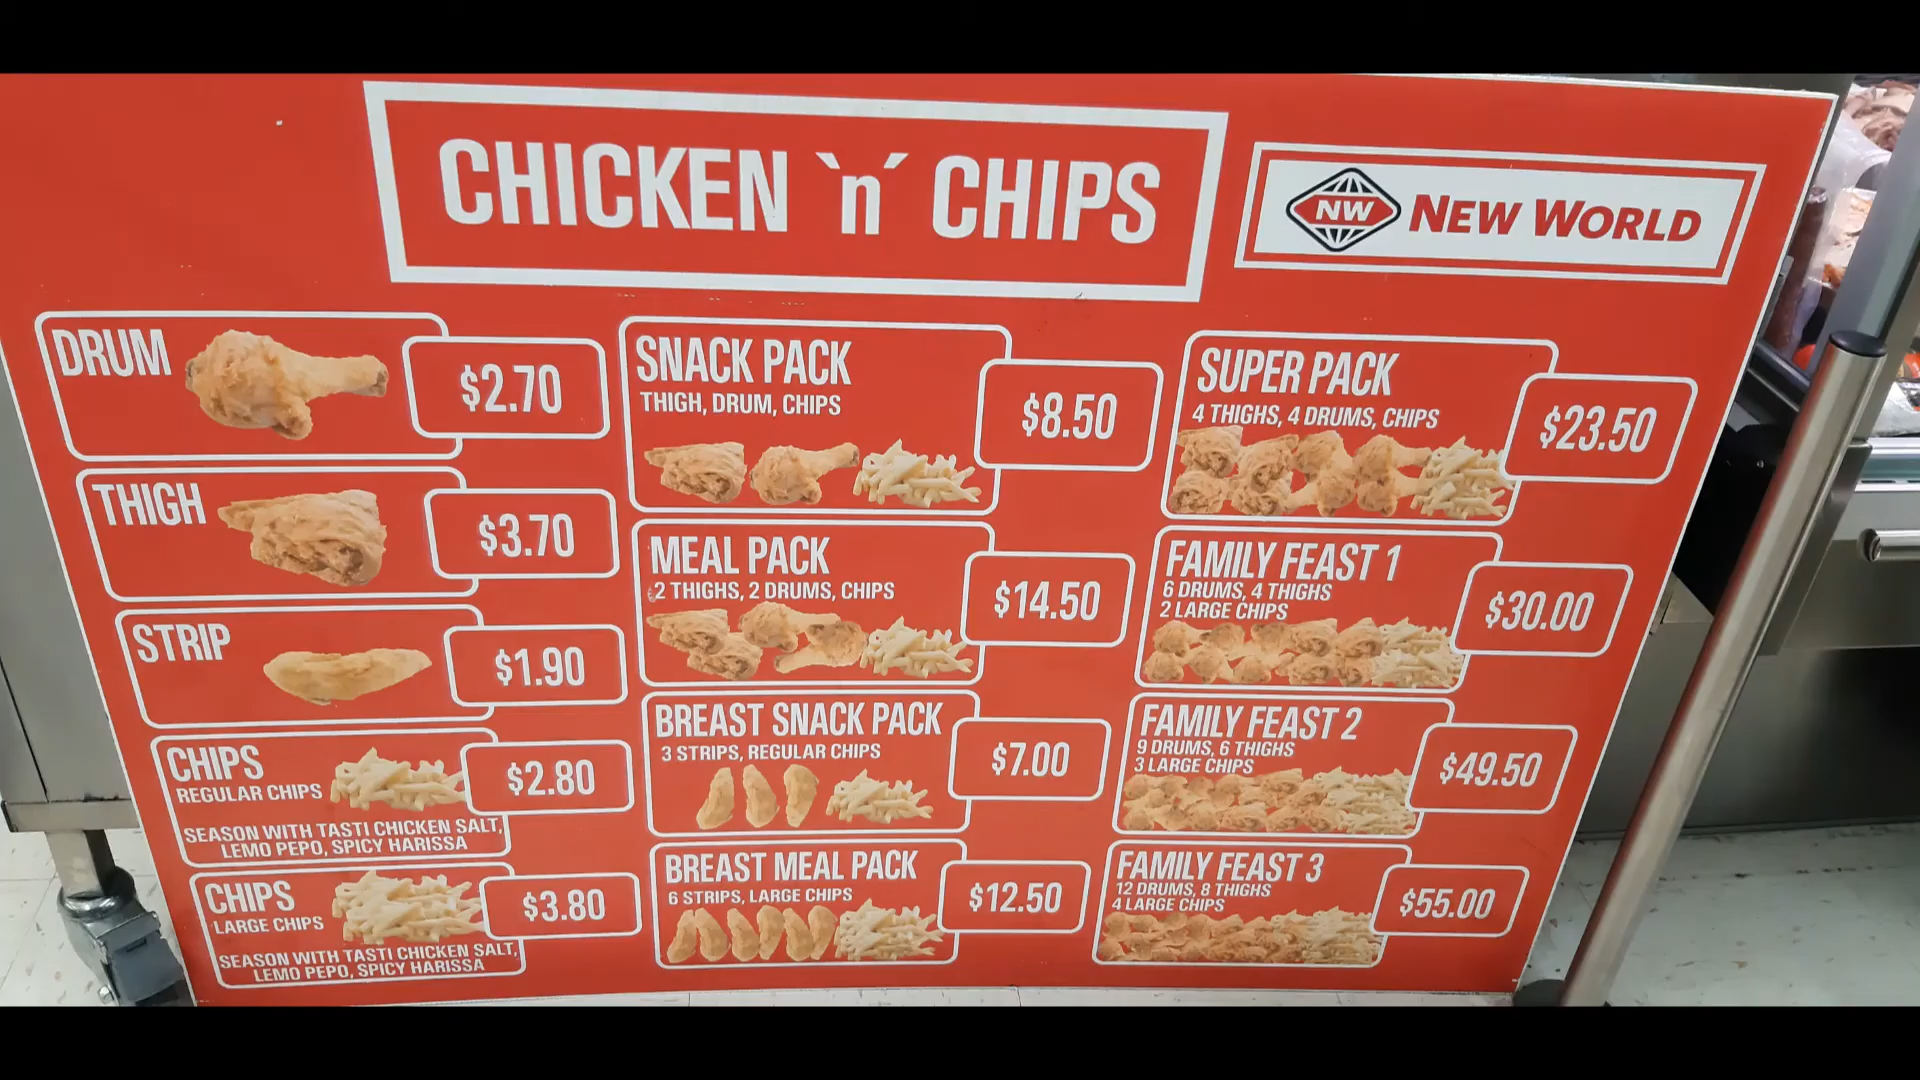 CHICKEN `n´ CHIPS
NW NEW WORLD
DRUM
$2.70
THIGH
$3.70
STRIP
$1.90
CHIPS
REGULAR CHIPS
$2.80
SEASON WITH TASTI CHICKEN SALT,
LEMO PEPO, SPICY HARISSA
CHIPS
LARGE CHIPS
$3.80
SEASON WITH TASTI CHICKEN SALT,
LEMO PEPO, SPICY HARISSA
SNACK PACK
THIGH, DRUM, CHIPS
$8.50
MEAL PACK
2 THIGHS, 2 DRUMS, CHIPS
$14.50
BREAST SNACK PACK
3 STRIPS, REGULAR CHIPS
$7.00
BREAST MEAL PACK
6 STRIPS, LARGE CHIPS
$12.50
SUPER PACK
4 THIGHS, 4 DRUMS, CHIPS
$23.50
FAMILY FEAST 1
6 DRUMS, 4 THIGHS
2 LARGE CHIPS
$30.00
FAMILY FEAST 2
9 DRUMS, 6 THIGHS
3 LARGE CHIPS
$49.50
FAMILY FEAST 3
12 DRUMS, 8 THIGHS
4 LARGE CHIPS
$55.00